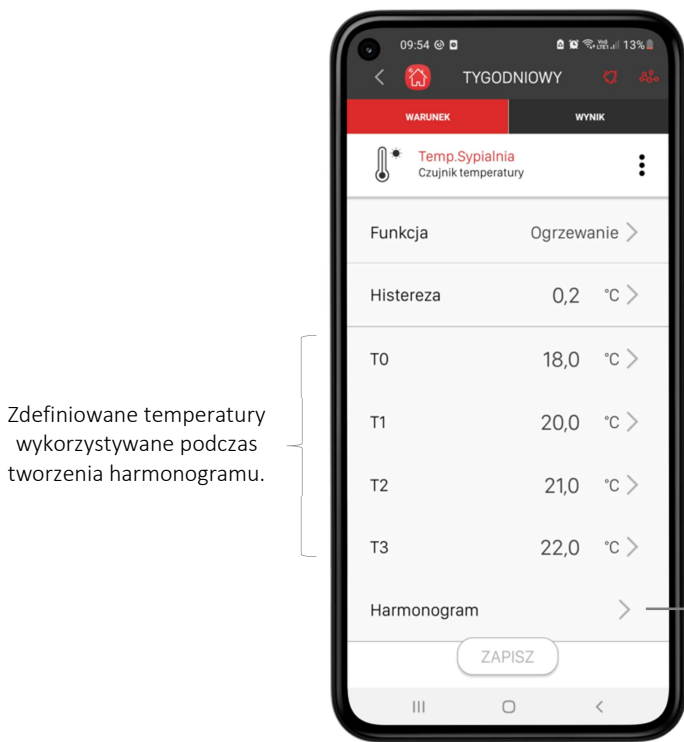 09:54
13%
TYGODNIOWY
WARUNEK WYNIK
Temp.Sypialnia
Czujnik temperatury
Funkcja Ogrzewanie
Histereza 0,2 °C
T0 18,0 °C
T1 20,0 °C
T2 21,0 °C
T3 22,0 °C
Harmonogram
ZAPISZ
Zdefiniowane temperatury
wykorzystywane podczas
tworzenia harmonogramu.